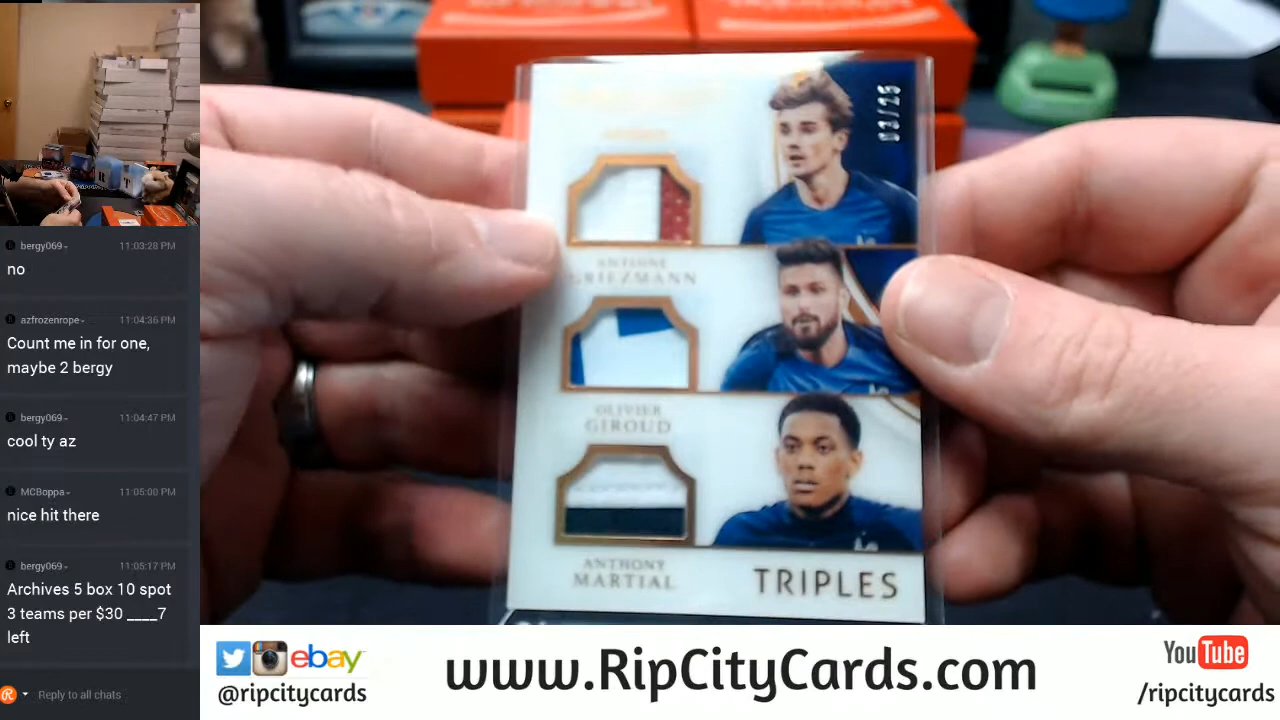 bergy069
11:03:28 PM
no
azfrozenrope
11:04:36 PM
Count me in for one,
maybe 2 bergy
bergy069
11:04:47 PM
cool ty az
MCBoppa
11:05:00 PM
nice hit there
bergy069
11:05:17 PM
Archives 5 box 10 spot
3 teams per $30 ____7
left
Reply to all chats
03/25
ANTOINE
GRIEZMANN
OLIVIER
GIROUD
ANTHONY
MARTIAL
TRIPLES
ebay
@ripcitycards
www.RipCityCards.com
YouTube
/ripcitycards